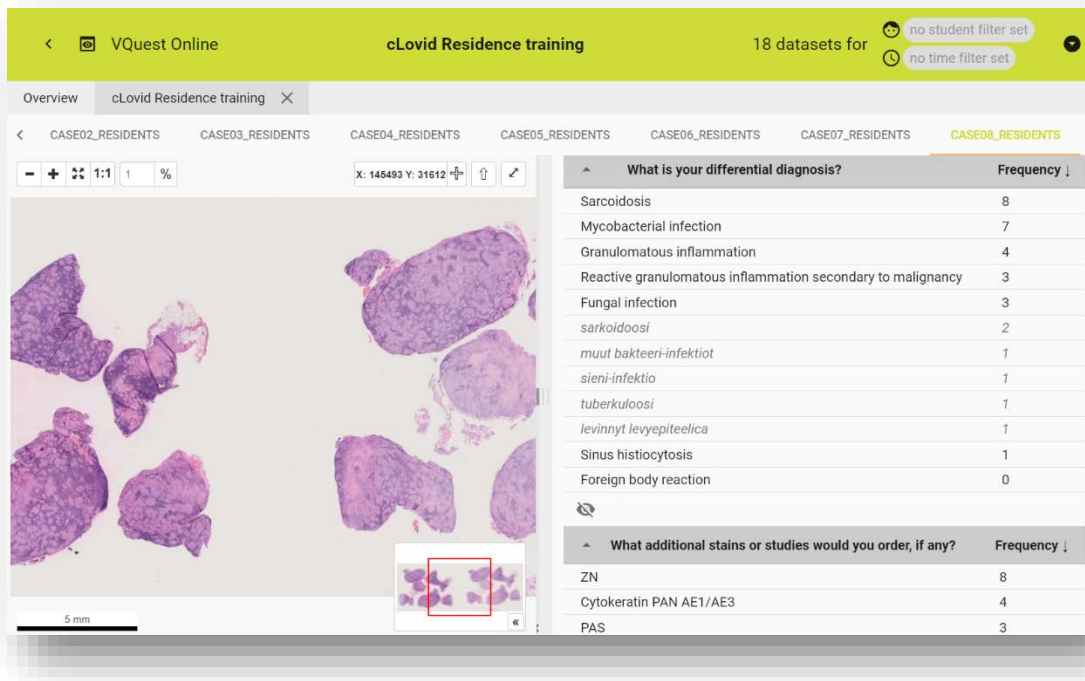 VQuest Online
cLovid Residence training
18 datasets for
no student filter set
no time filter set
Overview
cLovid Residence training
CASE02_RESIDENTS
CASE03_RESIDENTS
CASE04_RESIDENTS
CASE05_RESIDENTS
CASE06_RESIDENTS
CASE07_RESIDENTS
CASE08_RESIDENTS
1:1
1 %
X: 145493 Y: 31612
5 mm
What is your differential diagnosis? Frequency ↓
Sarcoidosis 8
Mycobacterial infection 7
Granulomatous inflammation 4
Reactive granulomatous inflammation secondary to malignancy 3
Fungal infection 3
sarkoidoosi 2
muut bakteeri-infektiot 1
sieni-infektio 1
tuberkuloosi 1
levinnyt levyepiteelica 1
Sinus histiocytosis 1
Foreign body reaction 0
What additional stains or studies would you order, if any? Frequency ↓
ZN 8
Cytokeratin PAN AE1/AE3 4
PAS 3